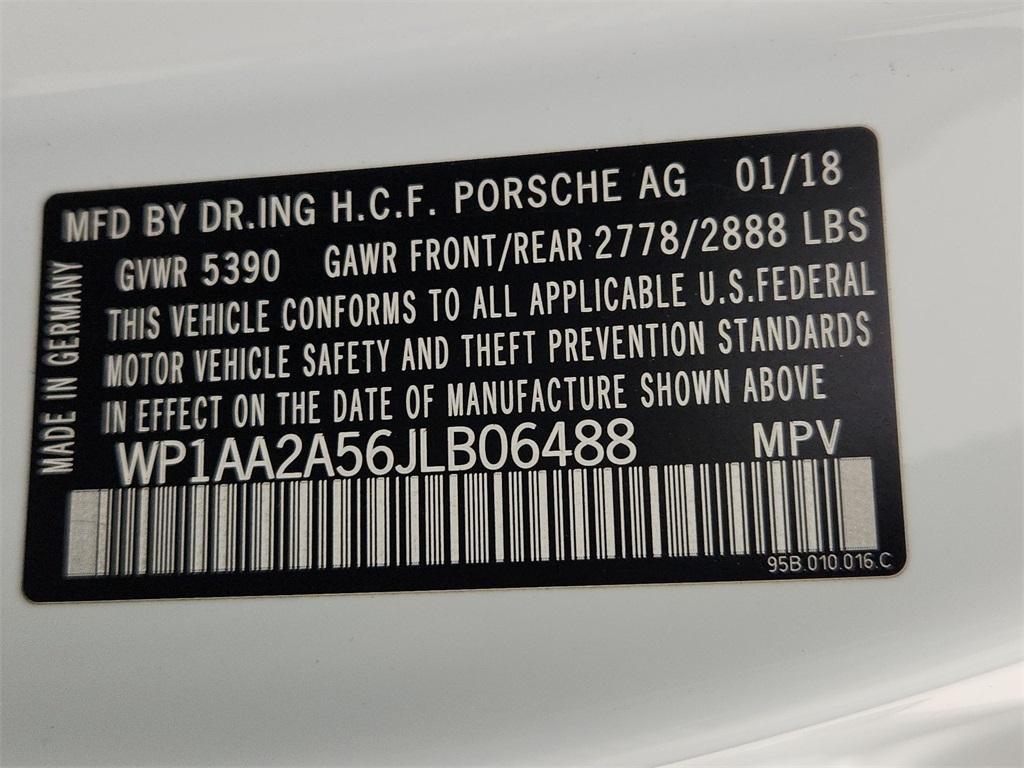 MFD BY DR.ING H.C.F. PORSCHE AG 01/18
GVWR 5390 GAWR FRONT/REAR 2778/2888 LBS
THIS VEHICLE CONFORMS TO ALL APPLICABLE U.S.FEDERAL
MOTOR VEHICLE SAFETY AND THEFT PREVENTION STANDARDS
IN EFFECT ON THE DATE OF MANUFACTURE SHOWN ABOVE
WP1AA2A56JLB06488 MPV
95B.010.016.C
MADE IN GERMANY